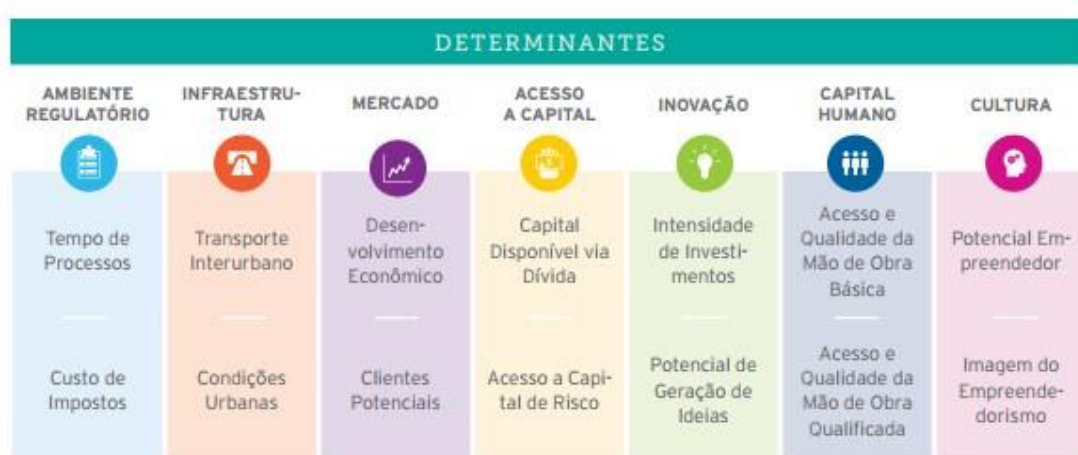 DETERMINANTES
AMBIENTE
REGULATÓRIO
INFRAESTRU-
TURA
MERCADO
ACESSO
A CAPITAL
INOVAÇÃO
CAPITAL
HUMANO
CULTURA
Tempo de
Processos
Transporte
Interurbano
Desen-
volvimento
Econômico
Capital
Disponível via
Dívida
Intensidade
de Investi-
mentos
Acesso e
Qualidade da
Mão de Obra
Básica
Potencial Em-
preendedor
Custo de
Impostos
Condições
Urbanas
Clientes
Potenciais
Acesso a Capi-
tal de Risco
Potencial de
Geração de
Ideias
Acesso e
Qualidade da
Mão de Obra
Qualificada
Imagem do
Empreende-
dorismo